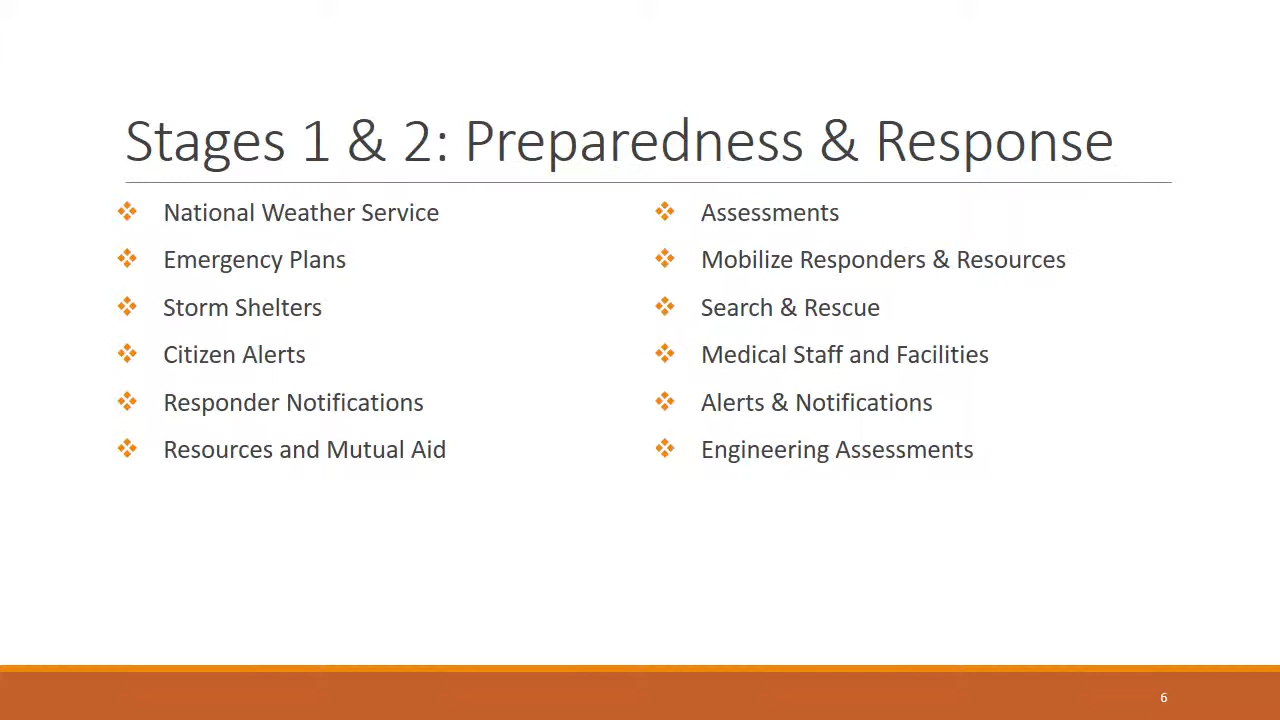 Stages 1 & 2: Preparedness & Response
National Weather Service
Emergency Plans
Storm Shelters
Citizen Alerts
Responder Notifications
Resources and Mutual Aid
Assessments
Mobilize Responders & Resources
Search & Rescue
Medical Staff and Facilities
Alerts & Notifications
Engineering Assessments
6